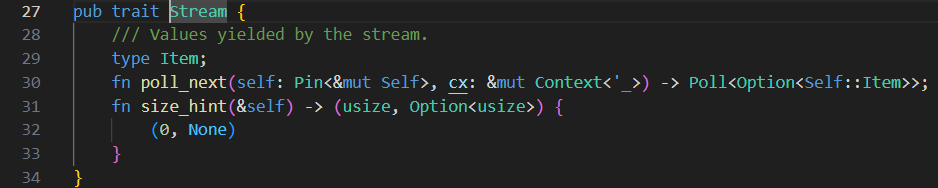 27 pub trait Stream {
28     /// Values yielded by the stream.
29     type Item;
30     fn poll_next(self: Pin<&mut Self>, cx: &mut Context<'_>) -> Poll<Option<Self::Item>>;
31     fn size_hint(&self) -> (usize, Option<usize>) {
32         (0, None)
33     }
34 }